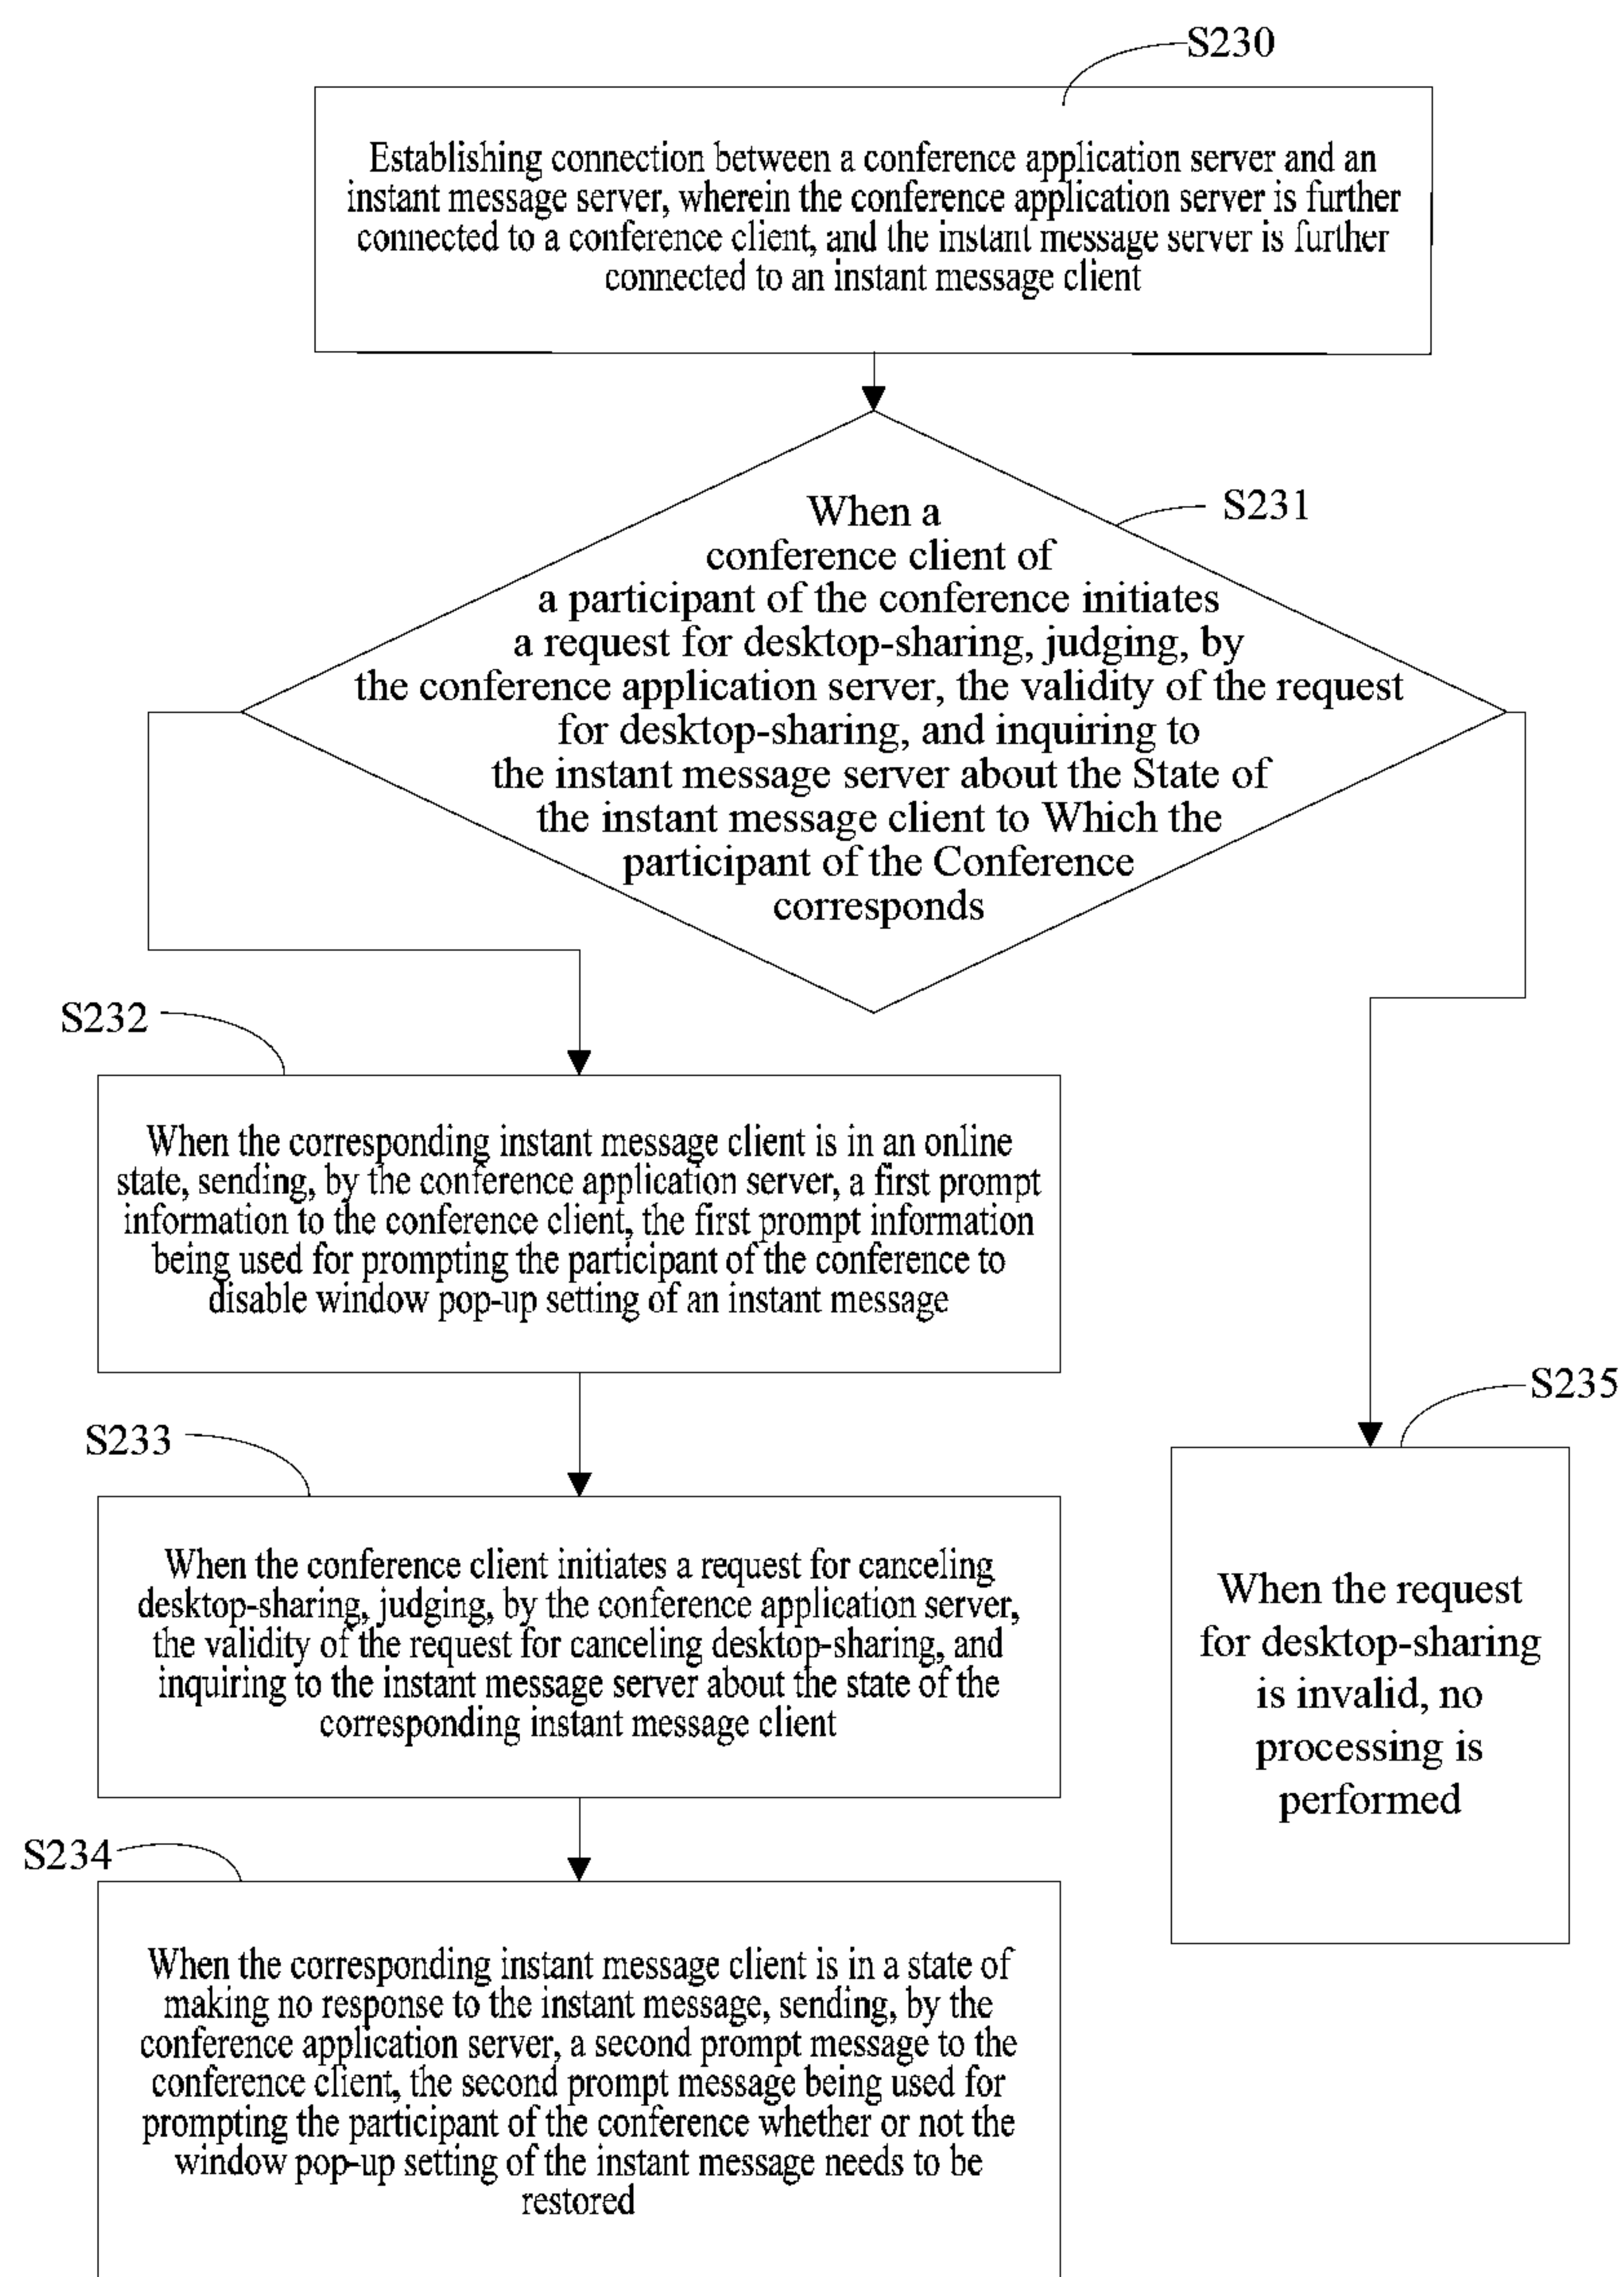 S230
Establishing connection between a conference application server and an
instant message server, wherein the conference application server is further
connected to a conference client, and the instant message server is further
connected to an instant message client
S231
When a
conference client of
a participant of the conference initiates
a request for desktop-sharing, judging, by
the conference application server, the validity of the request
for desktop-sharing, and inquiring to
the instant message server about the State of
the instant message client to Which the
participant of the Conference
corresponds
S232
When the corresponding instant message client is in an online
state, sending, by the conference application server, a first prompt
information to the conference client, the first prompt information
being used for prompting the participant of the conference to
disable window pop-up setting of an instant message
S233
When the conference client initiates a request for canceling
desktop-sharing, judging, by the conference application server,
the validity of the request for canceling desktop-sharing, and
inquiring to the instant message server about the state of the
corresponding instant message client
S235
When the request
for desktop-sharing
is invalid, no
processing is
performed
S234
When the corresponding instant message client is in a state of
making no response to the instant message, sending, by the
conference application server, a second prompt message to the
conference client, the second prompt message being used for
prompting the participant of the conference whether or not the
window pop-up setting of the instant message needs to be
restored